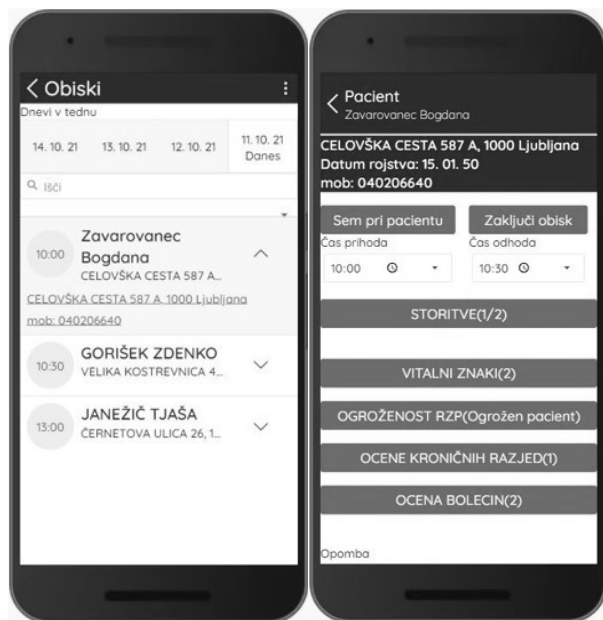 Obiski
Dnevi v tednu
14. 10. 21
13. 10. 21
12. 10. 21
11. 10. 21
Danes
Išči
10:00
Zavarovanec
Bogdana
CELOVŠKA CESTA 587 A...
CELOVŠKA CESTA 587 A, 1000 Ljubljana
mob: 040206640
10:30
GORIŠEK ZDENKO
VELIKA KOSTREVNICA 4...
13:00
JANEŽIČ TJAŠA
ČERNETOVA ULICA 26, 1...
Pacient
Zavarovanec Bogdana
CELOVŠKA CESTA 587 A, 1000 Ljubljana
Datum rojstva: 15. 01. 50
mob: 040206640
Sem pri pacientu
Zaključi obisk
Čas prihoda
Čas odhoda
10:00
10:30
STORITVE(1/2)
VITALNI ZNAKI(2)
OGROŽENOST RZP(Ogrožen pacient)
OCENE KRONIČNIH RAZJED(1)
OCENA BOLECIN(2)
Opomba